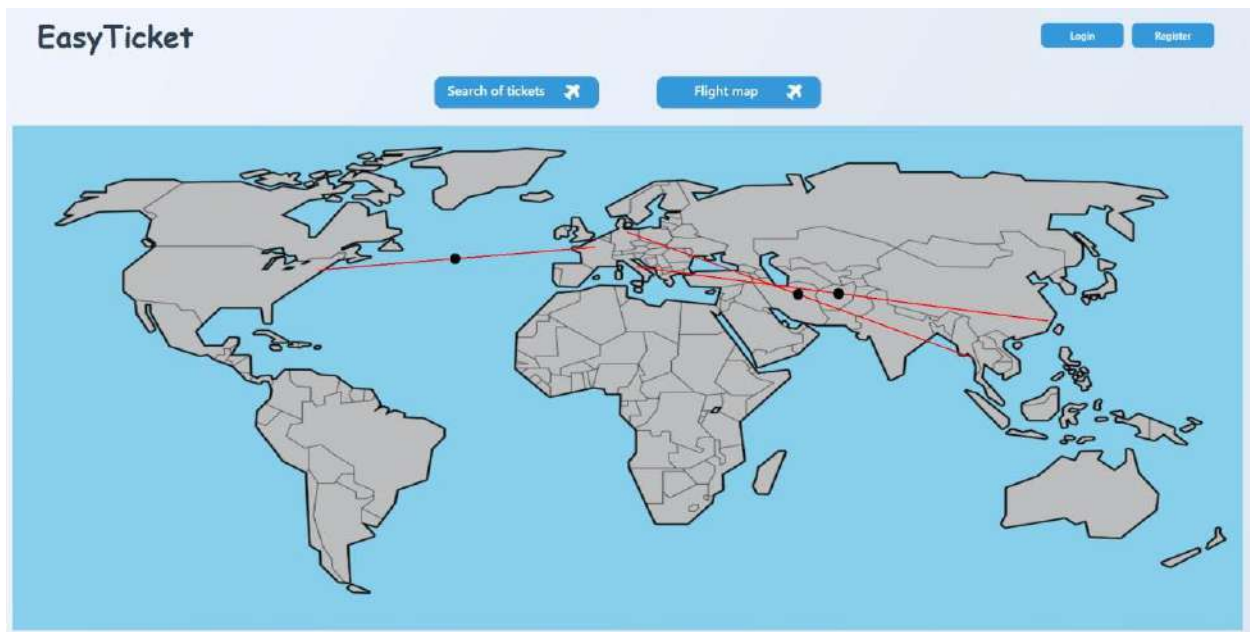 EasyTicket
Login
Register
Search of tickets
Flight map